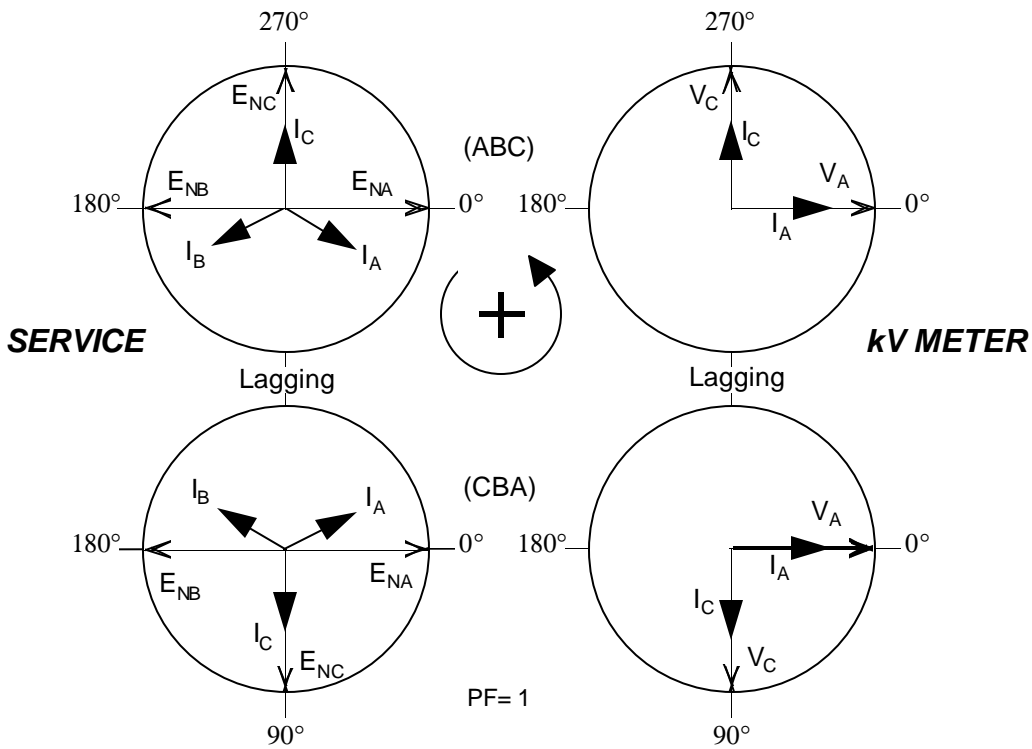 270°
270°
E_NC
I_C
(ABC)
V_C
I_C
E_NB
E_NA
V_A
180°
0°
180°
0°
I_B
I_A
I_A
+
SERVICE
kV METER
Lagging
Lagging
I_B
I_A
(CBA)
V_A
180°
0°
180°
0°
E_NB
E_NA
I_A
I_C
I_C
E_NC
V_C
PF= 1
90°
90°